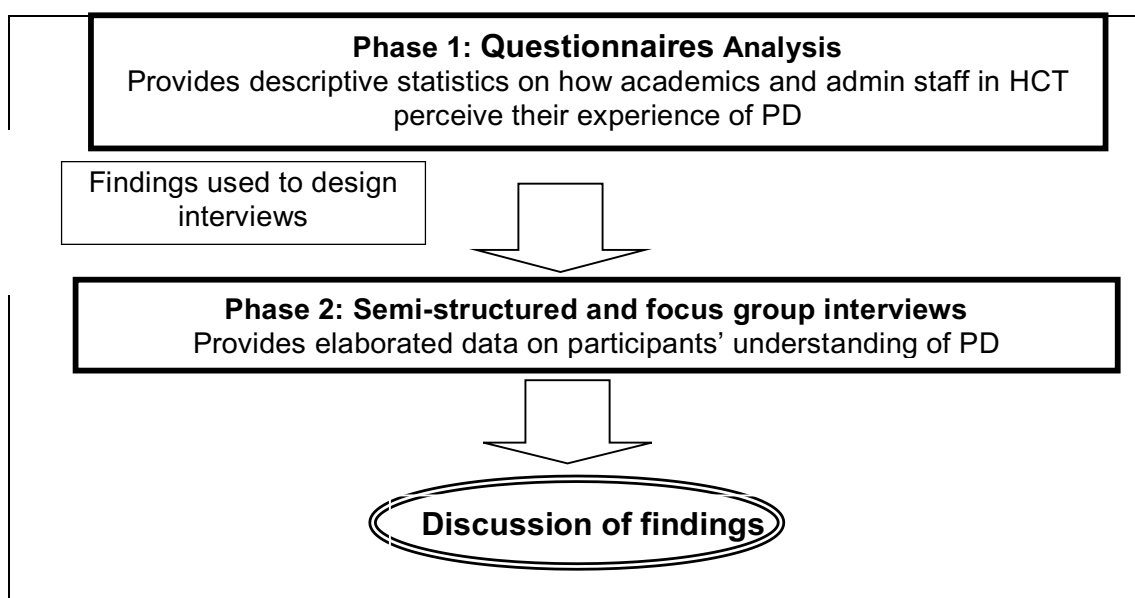 Phase 1: Questionnaires Analysis
Provides descriptive statistics on how academics and admin staff in HCT
perceive their experience of PD
Findings used to design
interviews
Phase 2: Semi-structured and focus group interviews
Provides elaborated data on participants’ understanding of PD
Discussion of findings